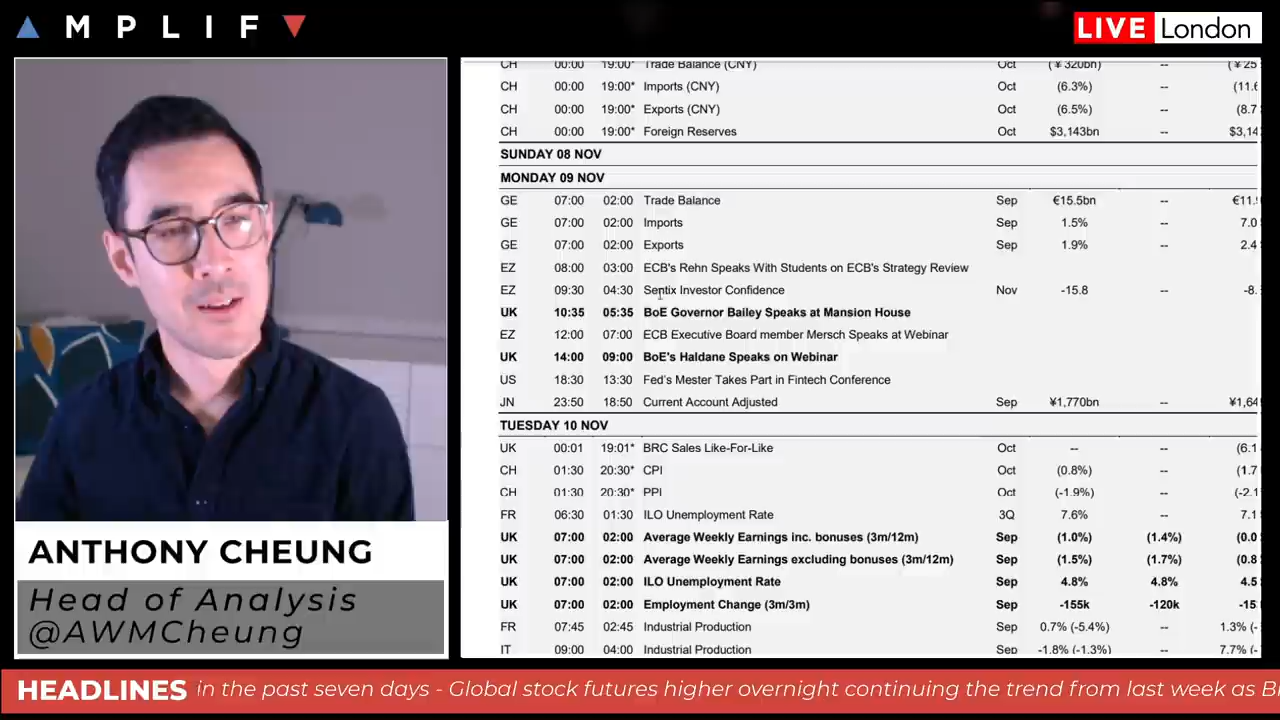 ▲ M P L I F ▼
LIVE London
CH 00:00 19:00* Trade Balance (CNY) Oct (¥320bn) -- (¥25
CH 00:00 19:00* Imports (CNY) Oct (6.3%) -- (11.6
CH 00:00 19:00* Exports (CNY) Oct (6.5%) -- (8.7
CH 00:00 19:00* Foreign Reserves Oct $3,143bn -- $3,14
SUNDAY 08 NOV
MONDAY 09 NOV
GE 07:00 02:00 Trade Balance Sep €15.5bn -- €11.
GE 07:00 02:00 Imports Sep 1.5% -- 7.0
GE 07:00 02:00 Exports Sep 1.9% -- 2.4
EZ 08:00 03:00 ECB's Rehn Speaks With Students on ECB's Strategy Review
EZ 09:30 04:30 Sentix Investor Confidence Nov -15.8 -- -8.
UK 10:35 05:35 BoE Governor Bailey Speaks at Mansion House
EZ 12:00 07:00 ECB Executive Board member Mersch Speaks at Webinar
UK 14:00 09:00 BoE's Haldane Speaks on Webinar
US 18:30 13:30 Fed's Mester Takes Part in Fintech Conference
JN 23:50 18:50 Current Account Adjusted Sep ¥1,770bn -- ¥1,64
TUESDAY 10 NOV
UK 00:01 19:01* BRC Sales Like-For-Like Oct -- (6.1
CH 01:30 20:30* CPI Oct (0.8%) -- (1.7
CH 01:30 20:30* PPI Oct (-1.9%) -- (-2.1
FR 06:30 01:30 ILO Unemployment Rate 3Q 7.6% -- 7.1
UK 07:00 02:00 Average Weekly Earnings inc. bonuses (3m/12m) Sep (1.0%) (1.4%) (0.0
UK 07:00 02:00 Average Weekly Earnings excluding bonuses (3m/12m) Sep (1.5%) (1.7%) (0.8
UK 07:00 02:00 ILO Unemployment Rate Sep 4.8% 4.8% 4.5
UK 07:00 02:00 Employment Change (3m/3m) Sep -155k -120k -15
FR 07:45 02:45 Industrial Production Sep 0.7% (-5.4%) -- 1.3% (-
IT 09:00 04:00 Industrial Production Sep -1.8% (-1.3%) -- 7.7% (-
ANTHONY CHEUNG
Head of Analysis
@AWMCheung
HEADLINES in the past seven days - Global stock futures higher overnight continuing the trend from last week as